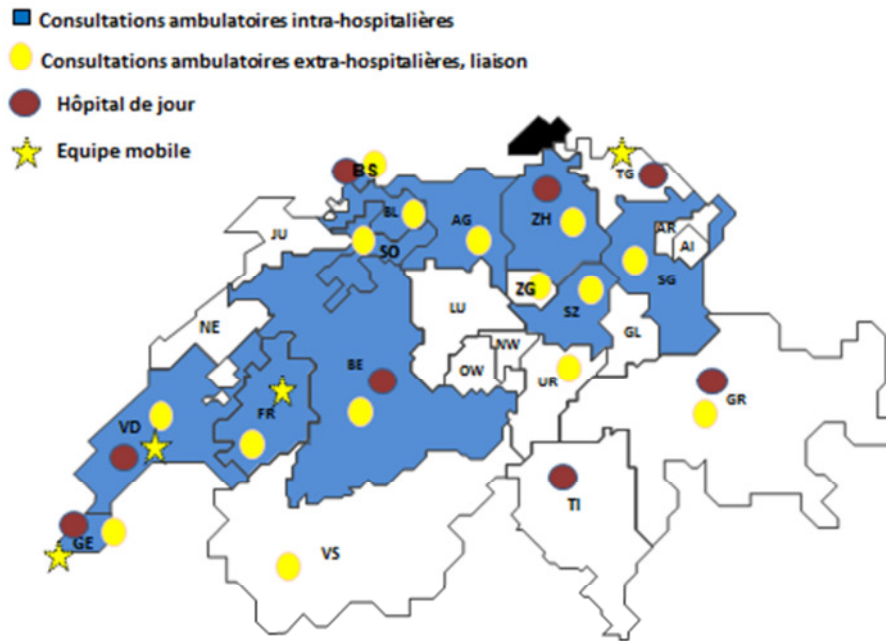 Consultations ambulatoires intra-hospitalières
Consultations ambulatoires extra-hospitalières, liaison
Hôpital de jour
Equipe mobile
BS
TG
BL
AG
ZH
JU
SO
AR
AI
ZG
SG
LU
SZ
NE
GL
NW
BE
OW
UR
FR
GR
VD
TI
GE
VS